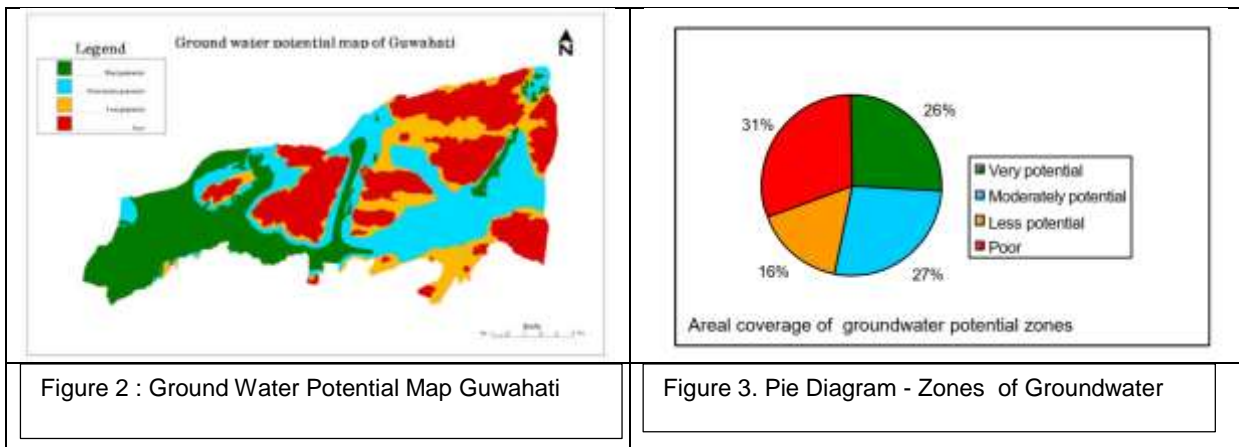 Ground water potential map of Guwahati
Legend
N
Poor
31%
26%
16%
27%
Very potential
Moderately potential
Less potential
Poor
Areal coverage of groundwater potential zones
Figure 2 : Ground Water Potential Map Guwahati
Figure 3. Pie Diagram - Zones of Groundwater